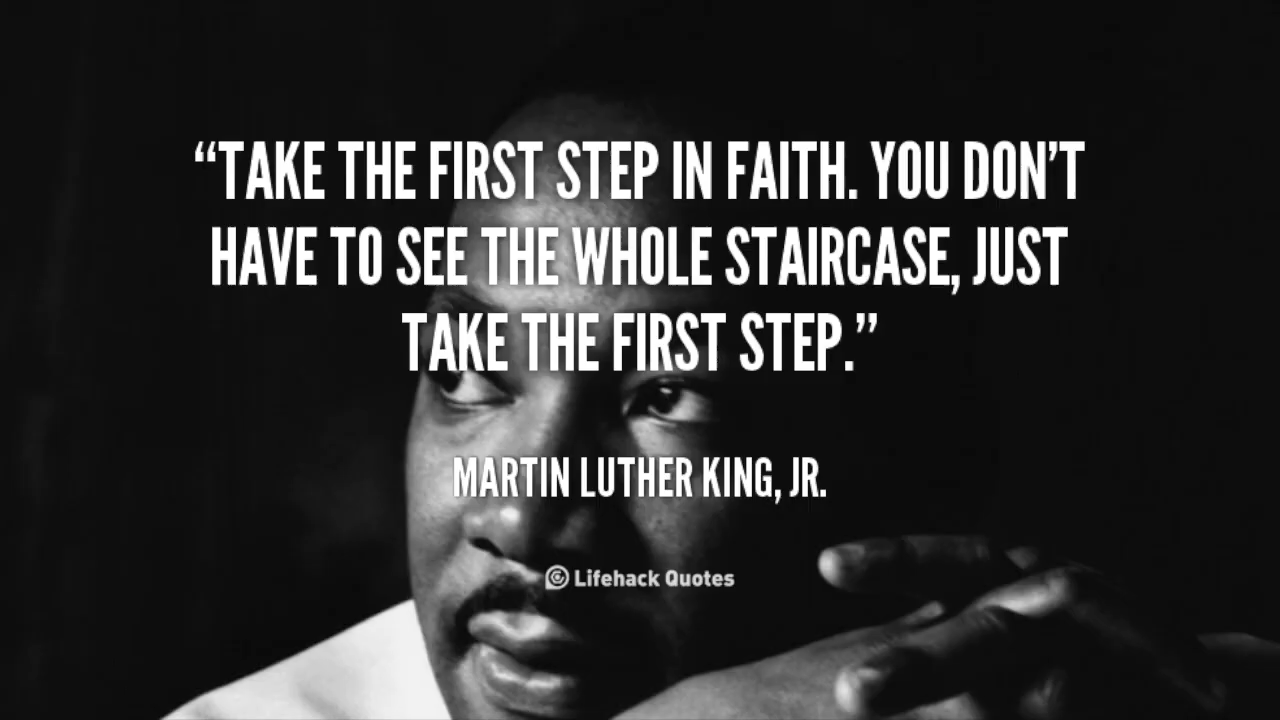 “TAKE THE FIRST STEP IN FAITH. YOU DON’T
HAVE TO SEE THE WHOLE STAIRCASE, JUST
TAKE THE FIRST STEP.”
MARTIN LUTHER KING, JR.
Lifehack Quotes